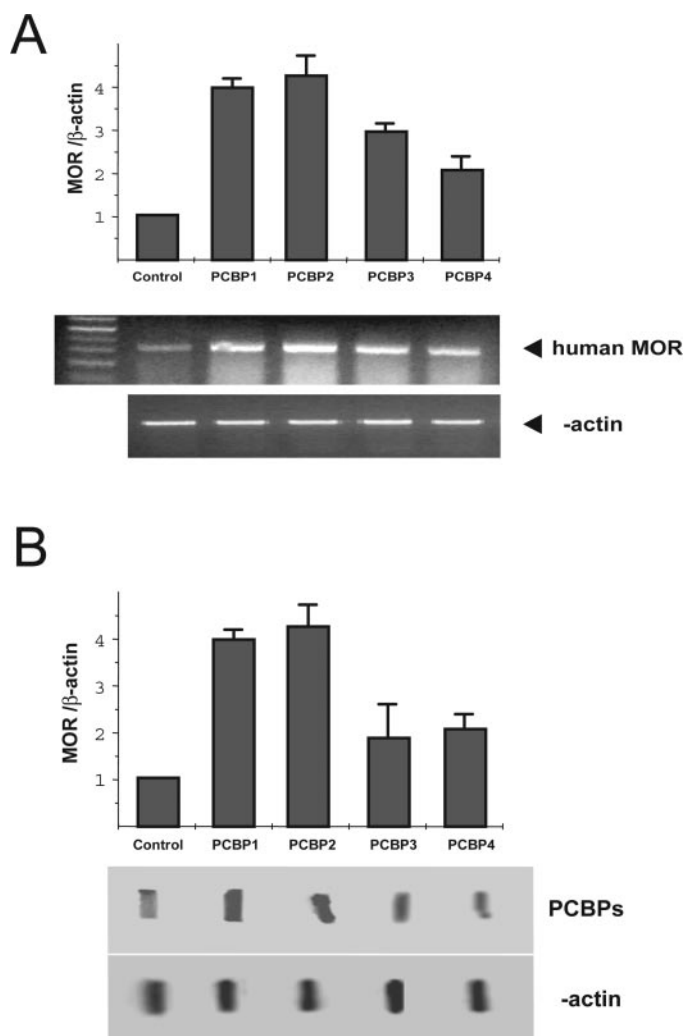 A
MOR /β-actin
4
3
2
1
Control PCBP1 PCBP2 PCBP3 PCBP4
human MOR
-actin
B
MOR /β-actin
4
3
2
1
Control PCBP1 PCBP2 PCBP3 PCBP4
PCBPs
-actin